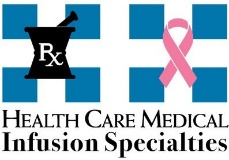 Rx
HEALTH CARE MEDICAL
Infusion Specialties